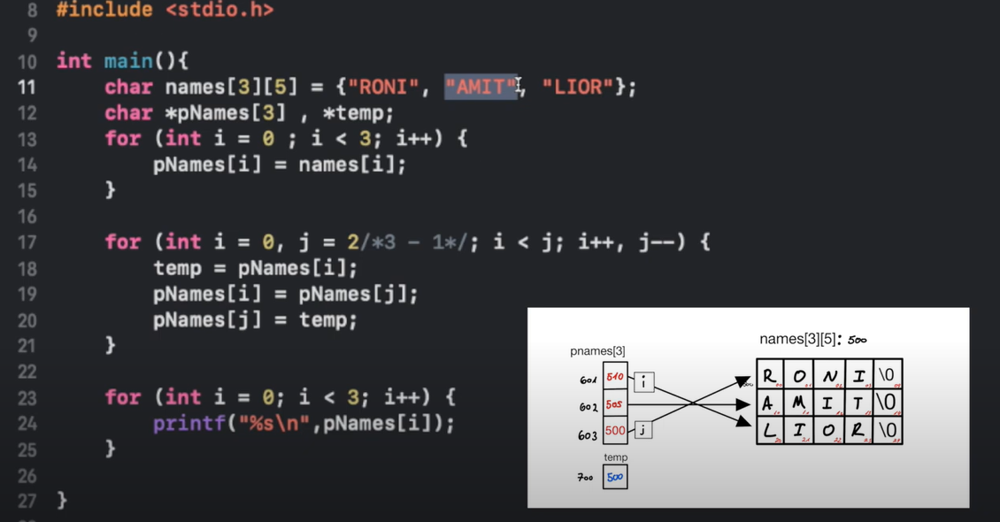 8 #include <stdio.h>
9
10 int main(){
11 char names[3][5] = {"RONI", "AMIT", "LIOR"};
12 char *pNames[3] , *temp;
13 for (int i = 0 ; i < 3; i++) {
14 pNames[i] = names[i];
15 }
16
17 for (int i = 0, j = 2/*3 - 1*/; i < j; i++, j--) {
18 temp = pNames[i];
19 pNames[i] = pNames[j];
20 pNames[j] = temp;
21 }
22
23 for (int i = 0; i < 3; i++) {
24 printf("%s\n",pNames[i]);
25 }
26
27 }
names[3][5]: 500
pnames[3]
601 510 i
602 505
603 500 j
temp
700 500
R O N I \0
A M I T \0
L I O R \0